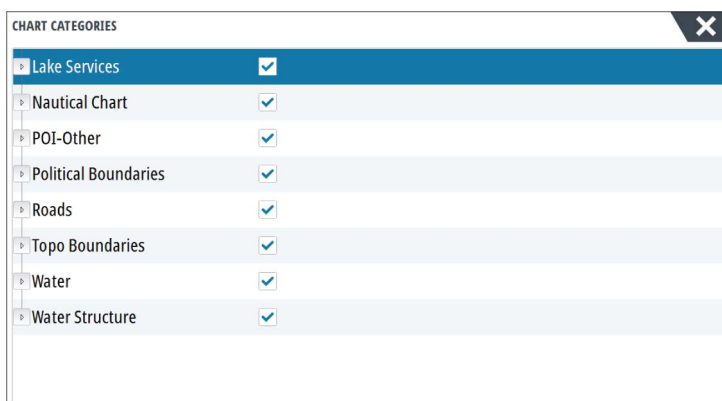 CHART CATEGORIES
Lake Services
Nautical Chart
POI-Other
Political Boundaries
Roads
Topo Boundaries
Water
Water Structure